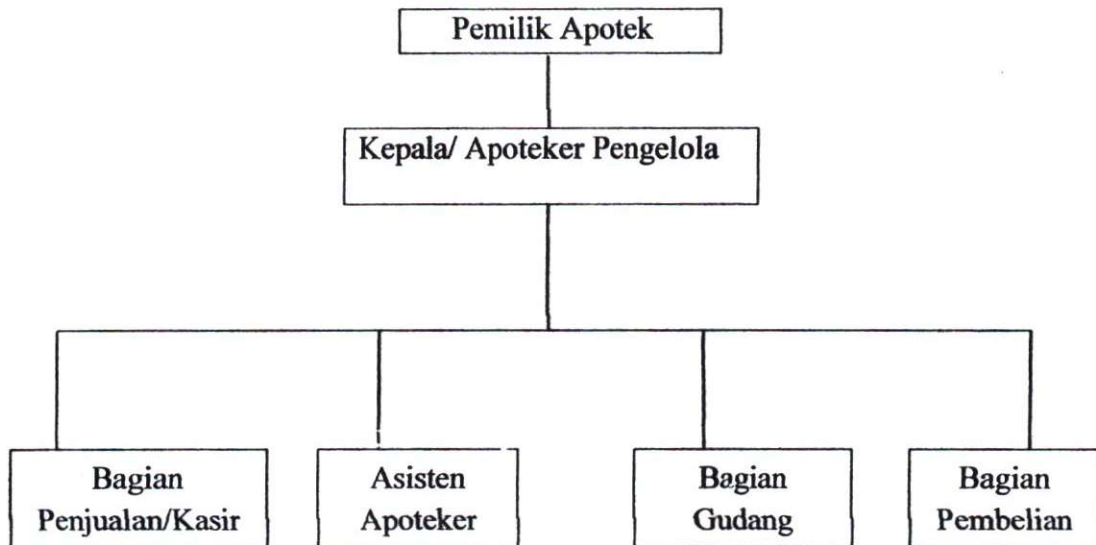 Pemilik Apotek
Kepala/ Apoteker Pengelola
Bagian
Penjualan/Kasir
Asisten
Apoteker
Bagian
Gudang
Bagian
Pembelian